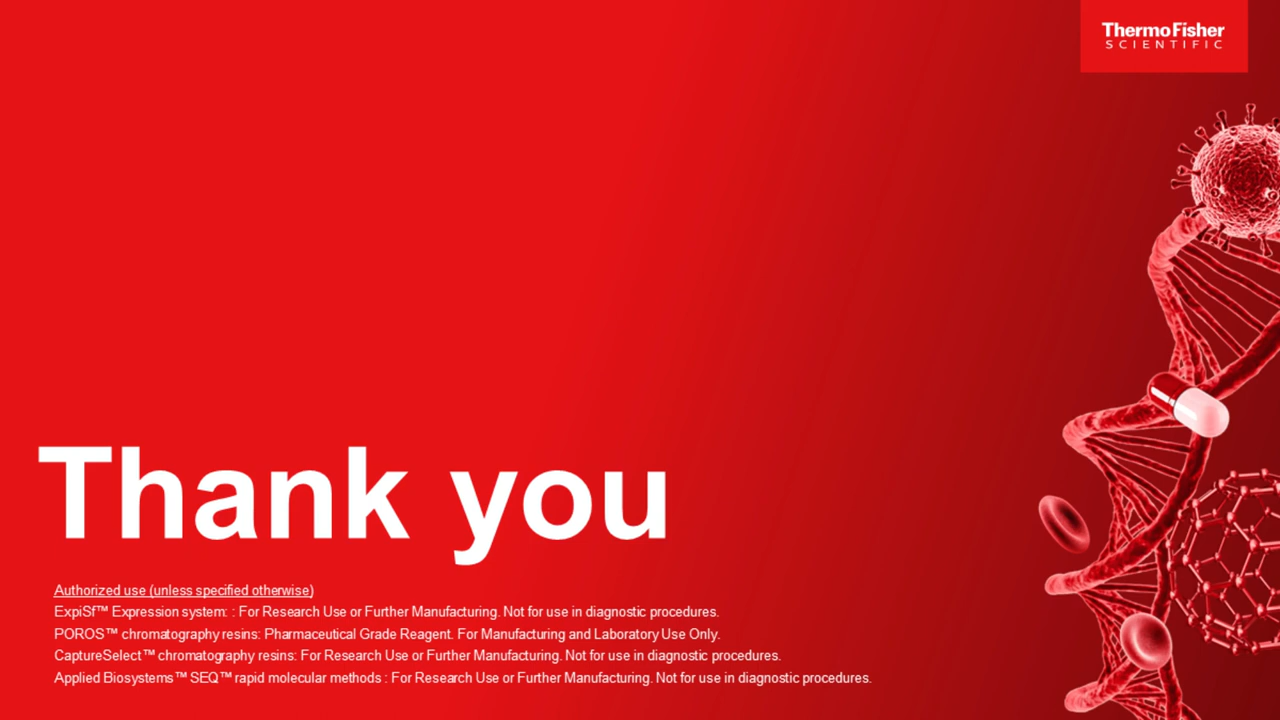 ThermoFisher
SCIENTIFIC
Thank you
Authorized use (unless specified otherwise)
ExpiSf™ Expression system: : For Research Use or Further Manufacturing. Not for use in diagnostic procedures.
POROS™ chromatography resins: Pharmaceutical Grade Reagent. For Manufacturing and Laboratory Use Only.
CaptureSelect™ chromatography resins: For Research Use or Further Manufacturing. Not for use in diagnostic procedures.
Applied Biosystems™ SEQ™ rapid molecular methods : For Research Use or Further Manufacturing. Not for use in diagnostic procedures.